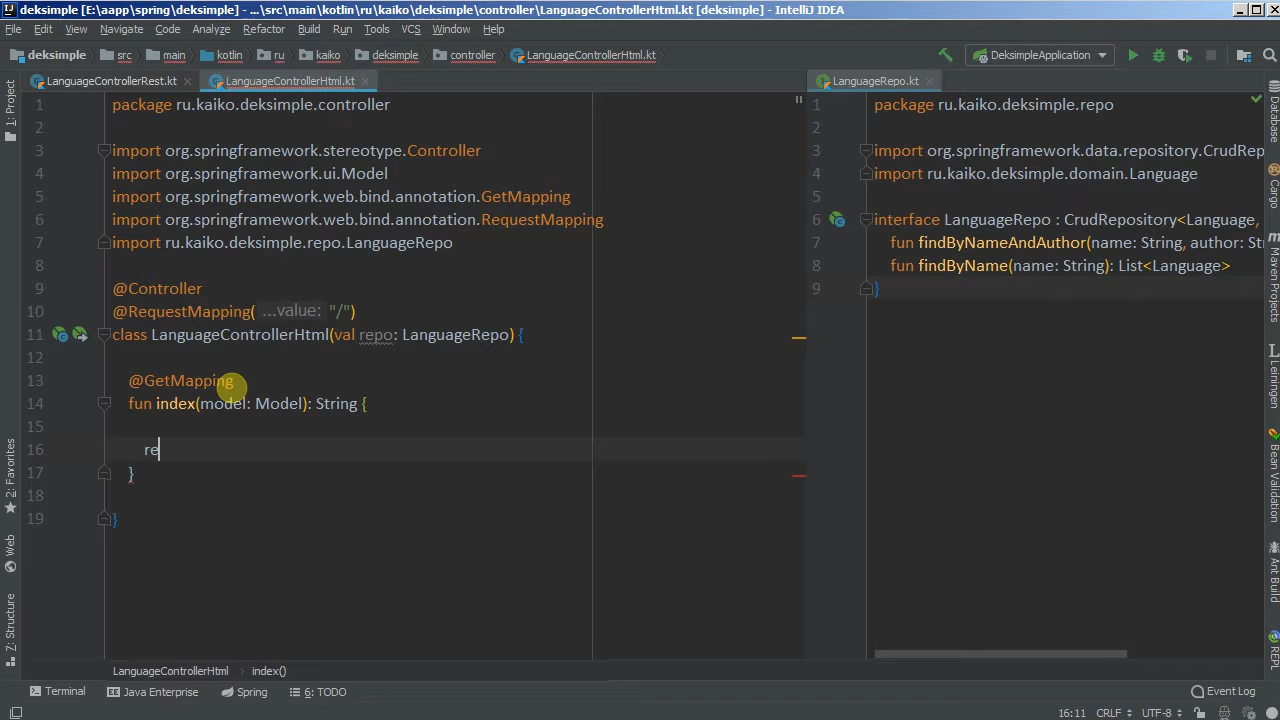 deksimple [E:\aapp\spring\deksimple] - ...\src\main\kotlin\ru\kaiko\deksimple\controller\LanguageControllerHtml.kt [deksimple] - IntelliJ IDEA
File Edit View Navigate Code Analyze Refactor Build Run Tools VCS Window Help
deksimple src main kotlin ru kaiko deksimple controller LanguageControllerHtml.kt DeksimpleApplication
LanguageControllerRest.kt LanguageControllerHtml.kt LanguageRepo.kt
1 package ru.kaiko.deksimple.controller
2
3 import org.springframework.stereotype.Controller
4 import org.springframework.ui.Model
5 import org.springframework.web.bind.annotation.GetMapping
6 import org.springframework.web.bind.annotation.RequestMapping
7 import ru.kaiko.deksimple.repo.LanguageRepo
8
9 @Controller
10 @RequestMapping( ...value: "/")
11 class LanguageControllerHtml(val repo: LanguageRepo) {
12
13 @GetMapping
14 fun index(model: Model): String {
15
16 re
17 }
18
19 }
1 package ru.kaiko.deksimple.repo
2
3 import org.springframework.data.repository.CrudRep
4 import ru.kaiko.deksimple.domain.Language
5
6 interface LanguageRepo : CrudRepository<Language,
7 fun findByNameAndAuthor(name: String, author: St
8 fun findByName(name: String): List<Language>
9 }
1: Project
2: Favorites
Web
Z: Structure
Database
Cargo
Maven Projects
Leiningen
Bean Validation
Ant Build
REPL
LanguageControllerHtml › index()
Terminal Java Enterprise Spring 6: TODO Event Log
16:11 CRLF UTF-8